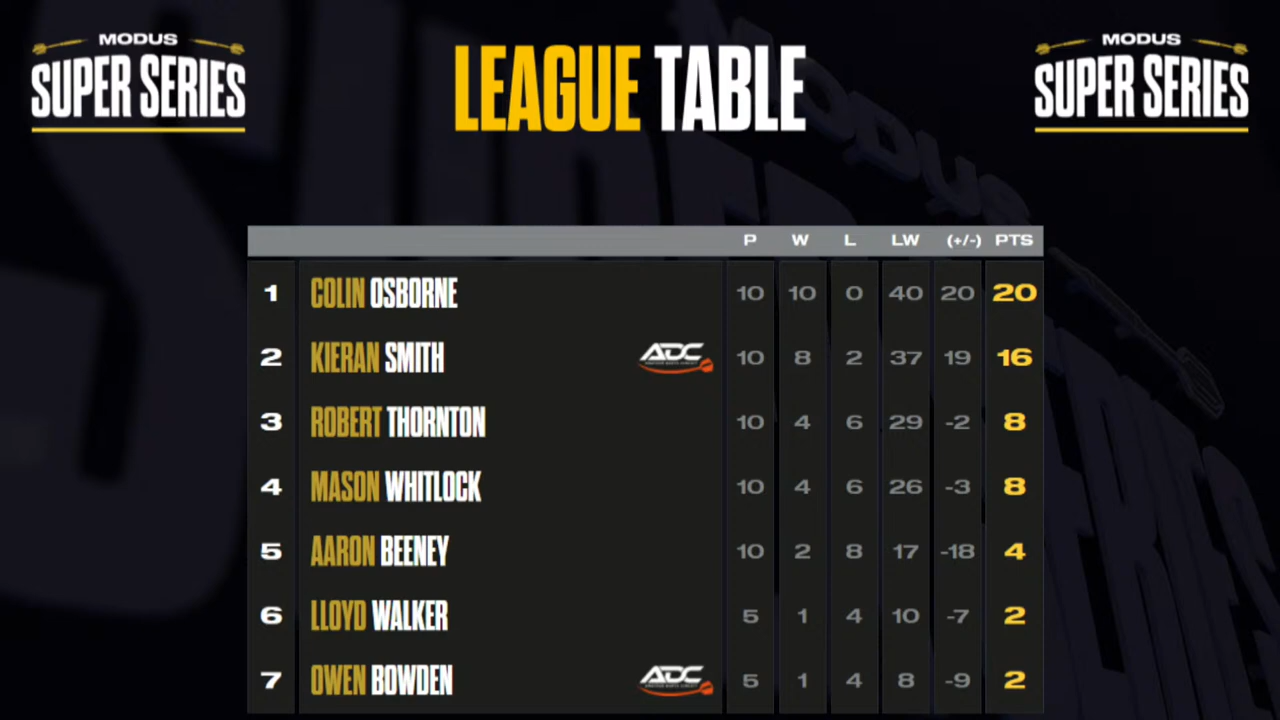 MODUS
SUPER SERIES
LEAGUE TABLE
MODUS
SUPER SERIES
P W L LW (+/-) PTS
1 COLIN OSBORNE 10 10 0 40 20 20
2 KIERAN SMITH ADC 10 8 2 37 19 16
3 ROBERT THORNTON 10 4 6 29 -2 8
4 MASON WHITLOCK 10 4 6 26 -3 8
5 AARON BEENEY 10 2 8 17 -18 4
6 LLOYD WALKER 5 1 4 10 -7 2
7 OWEN BOWDEN ADC 5 1 4 8 -9 2